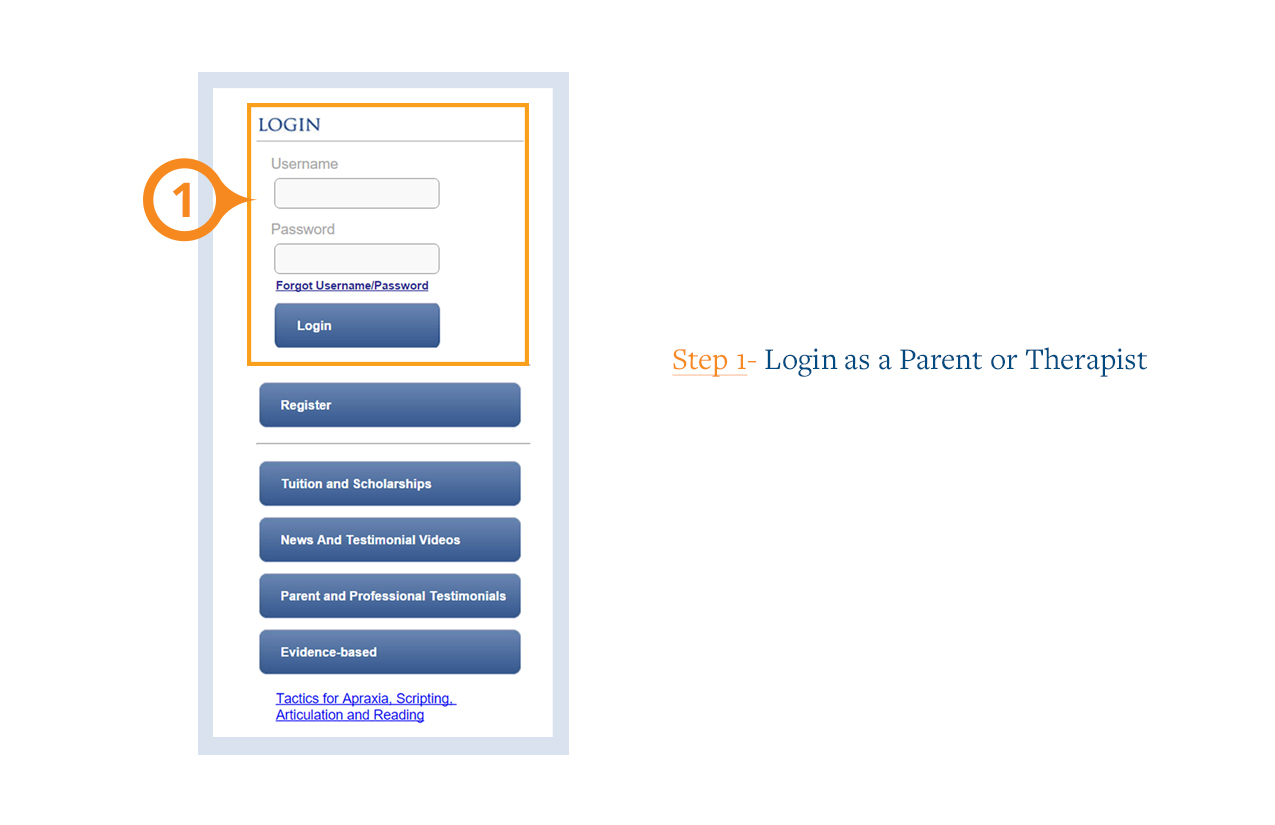 LOGIN
Username
1
Password
Forgot Username/Password
Login
Step 1- Login as a Parent or Therapist
Register
Tuition and Scholarships
News And Testimonial Videos
Parent and Professional Testimonials
Evidence-based
Tactics for Apraxia, Scripting,
Articulation and Reading